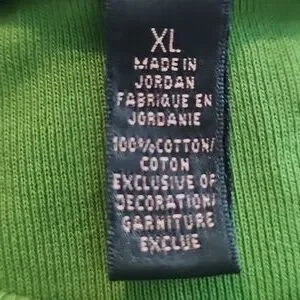 XL
MADE IN
JORDAN
FABRIQUE EN
JORDANIE
100%COTTON/
COTON
EXCLUSIVE OF
DECORATION/
GARNITURE
EXCLUE